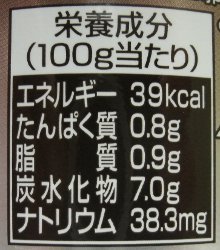 栄養成分
(100g当たり)
エネルギー 39kcal
たんぱく質 0.8g
脂質 0.9g
炭水化物 7.0g
ナトリウム 38.3mg